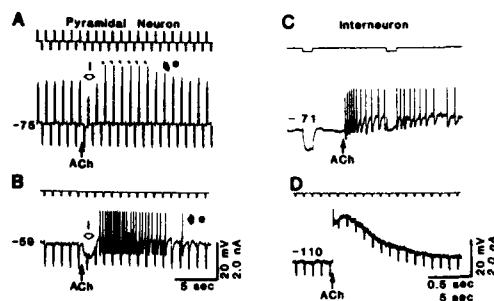 A Pyramidal Neuron
-75
ACh
B
-59
ACh
5 sec
20 mV
2.0 nA
C Interneuron
-71
ACh
D
-110
ACh
0.5 sec
5 sec
20 mV
2.0 nA